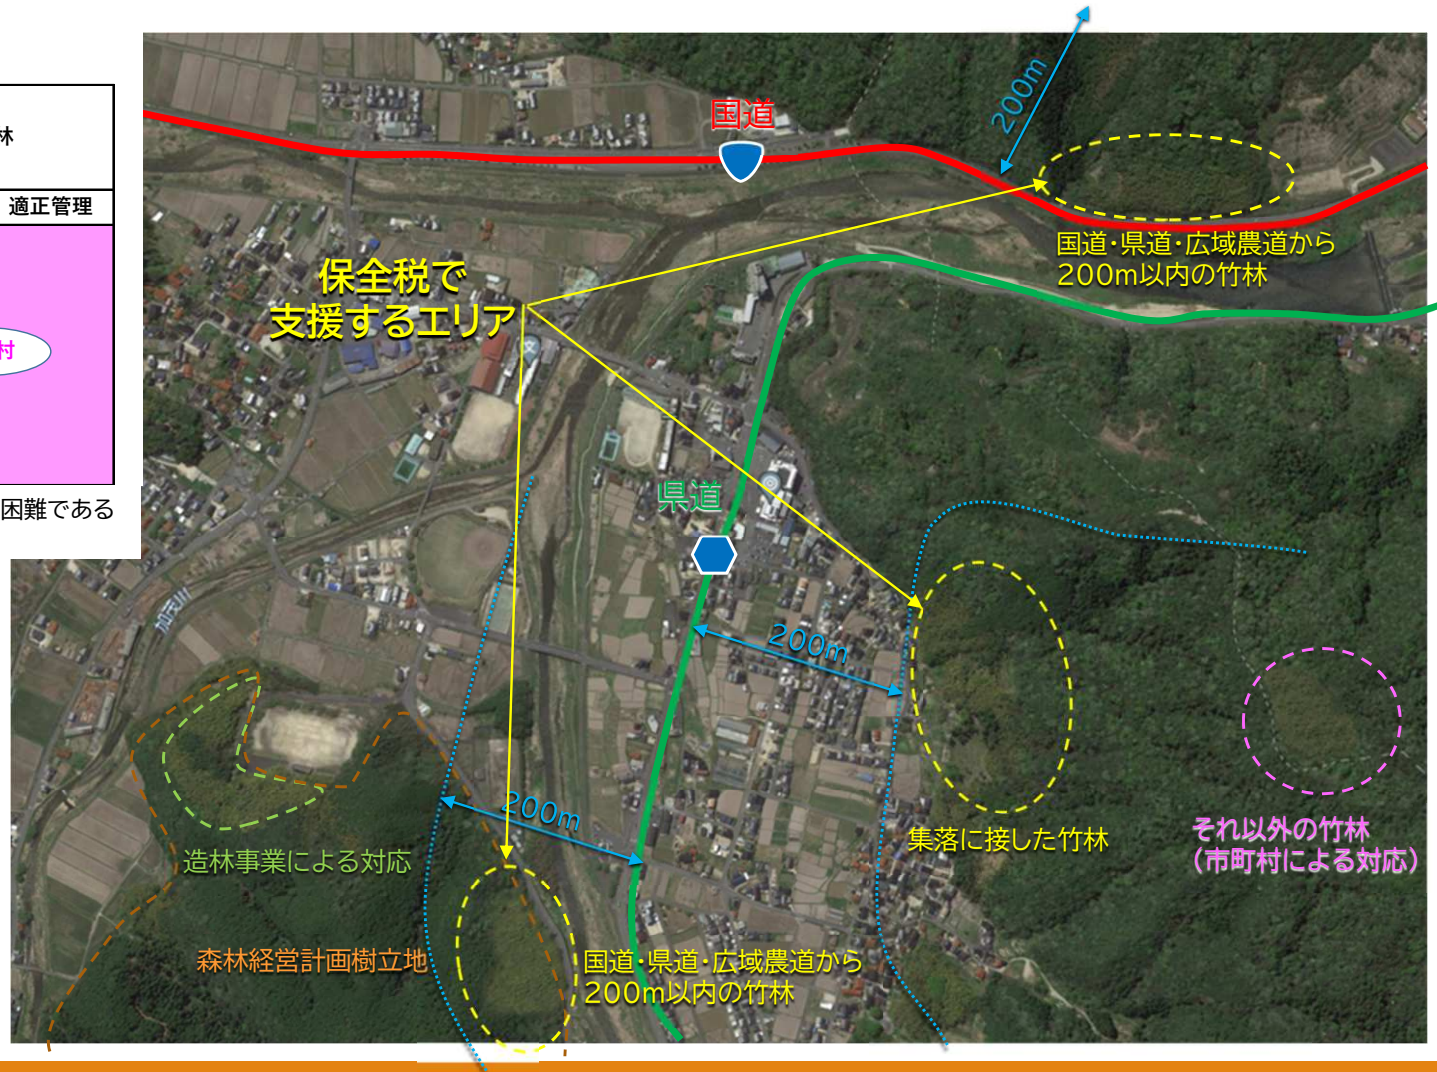 林
適正管理
村
困難である
国道
200m
国道・県道・広域農道から
200m以内の竹林
保全税で
支援するエリア
県道
加茂川
200m
200m
集落に接した竹林
それ以外の竹林
（市町村による対応）
造林事業による対応
森林経営計画樹立地
国道・県道・広域農道から
200m以内の竹林